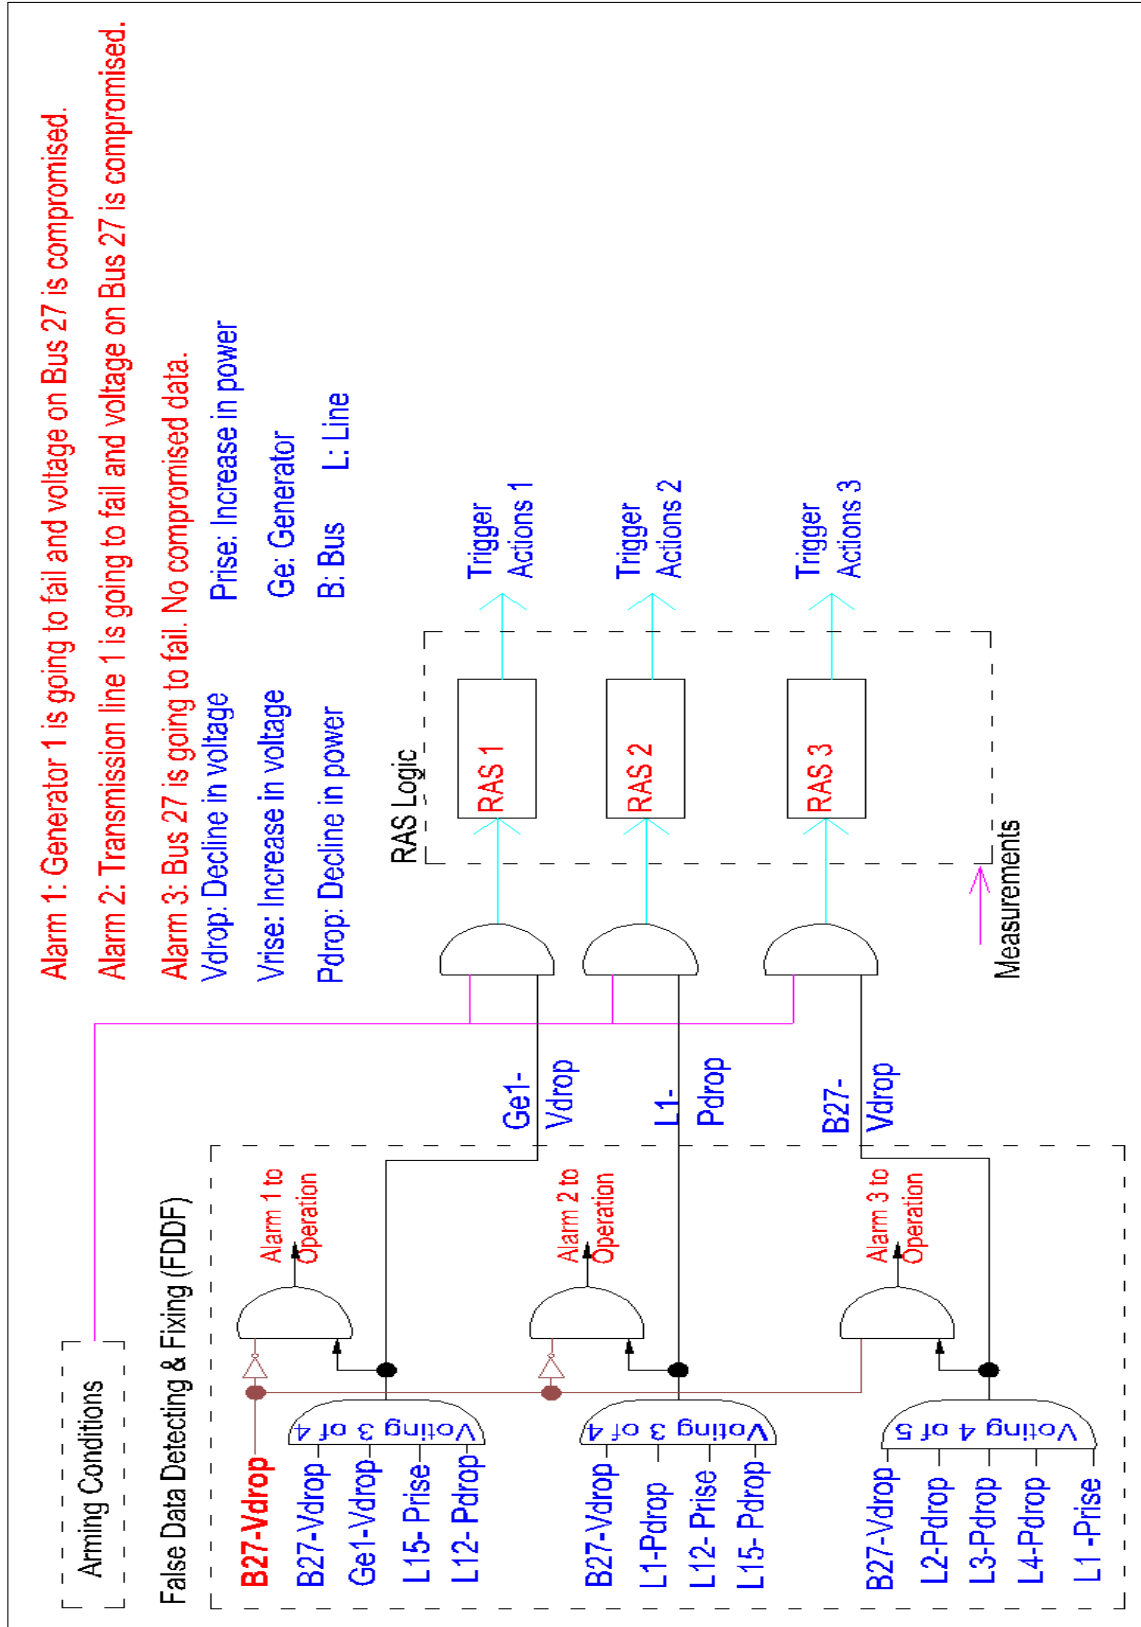 Alarm 1: Generator 1 is going to fail and voltage on Bus 27 is compromised.
Alarm 2: Transmission line 1 is going to fail and voltage on Bus 27 is compromised.
Alarm 3: Bus 27 is going to fail. No compromised data.
Vdrop: Decline in voltage
Prise: Increase in power
Vrise: Increase in voltage
Ge: Generator
Pdrop: Decline in power
B: Bus
L: Line
Arming Conditions
False Data Detecting & Fixing (FDDF)
B27-Vdrop
B27-Vdrop
Ge1-Vdrop
L15- Prise
L12- Pdrop
Voting 3 of 4
Alarm 1 to
Operation
Ge1-
Vdrop
B27-Vdrop
L1-Pdrop
L12- Prise
L15- Pdrop
Voting 3 of 4
Alarm 2 to
Operation
L1-
Pdrop
B27-Vdrop
L2-Pdrop
L3-Pdrop
L4-Pdrop
L1 -Prise
Voting 4 of 5
Alarm 3 to
Operation
B27-
Vdrop
RAS Logic
RAS 1
Trigger
Actions 1
RAS 2
Trigger
Actions 2
RAS 3
Trigger
Actions 3
Measurements